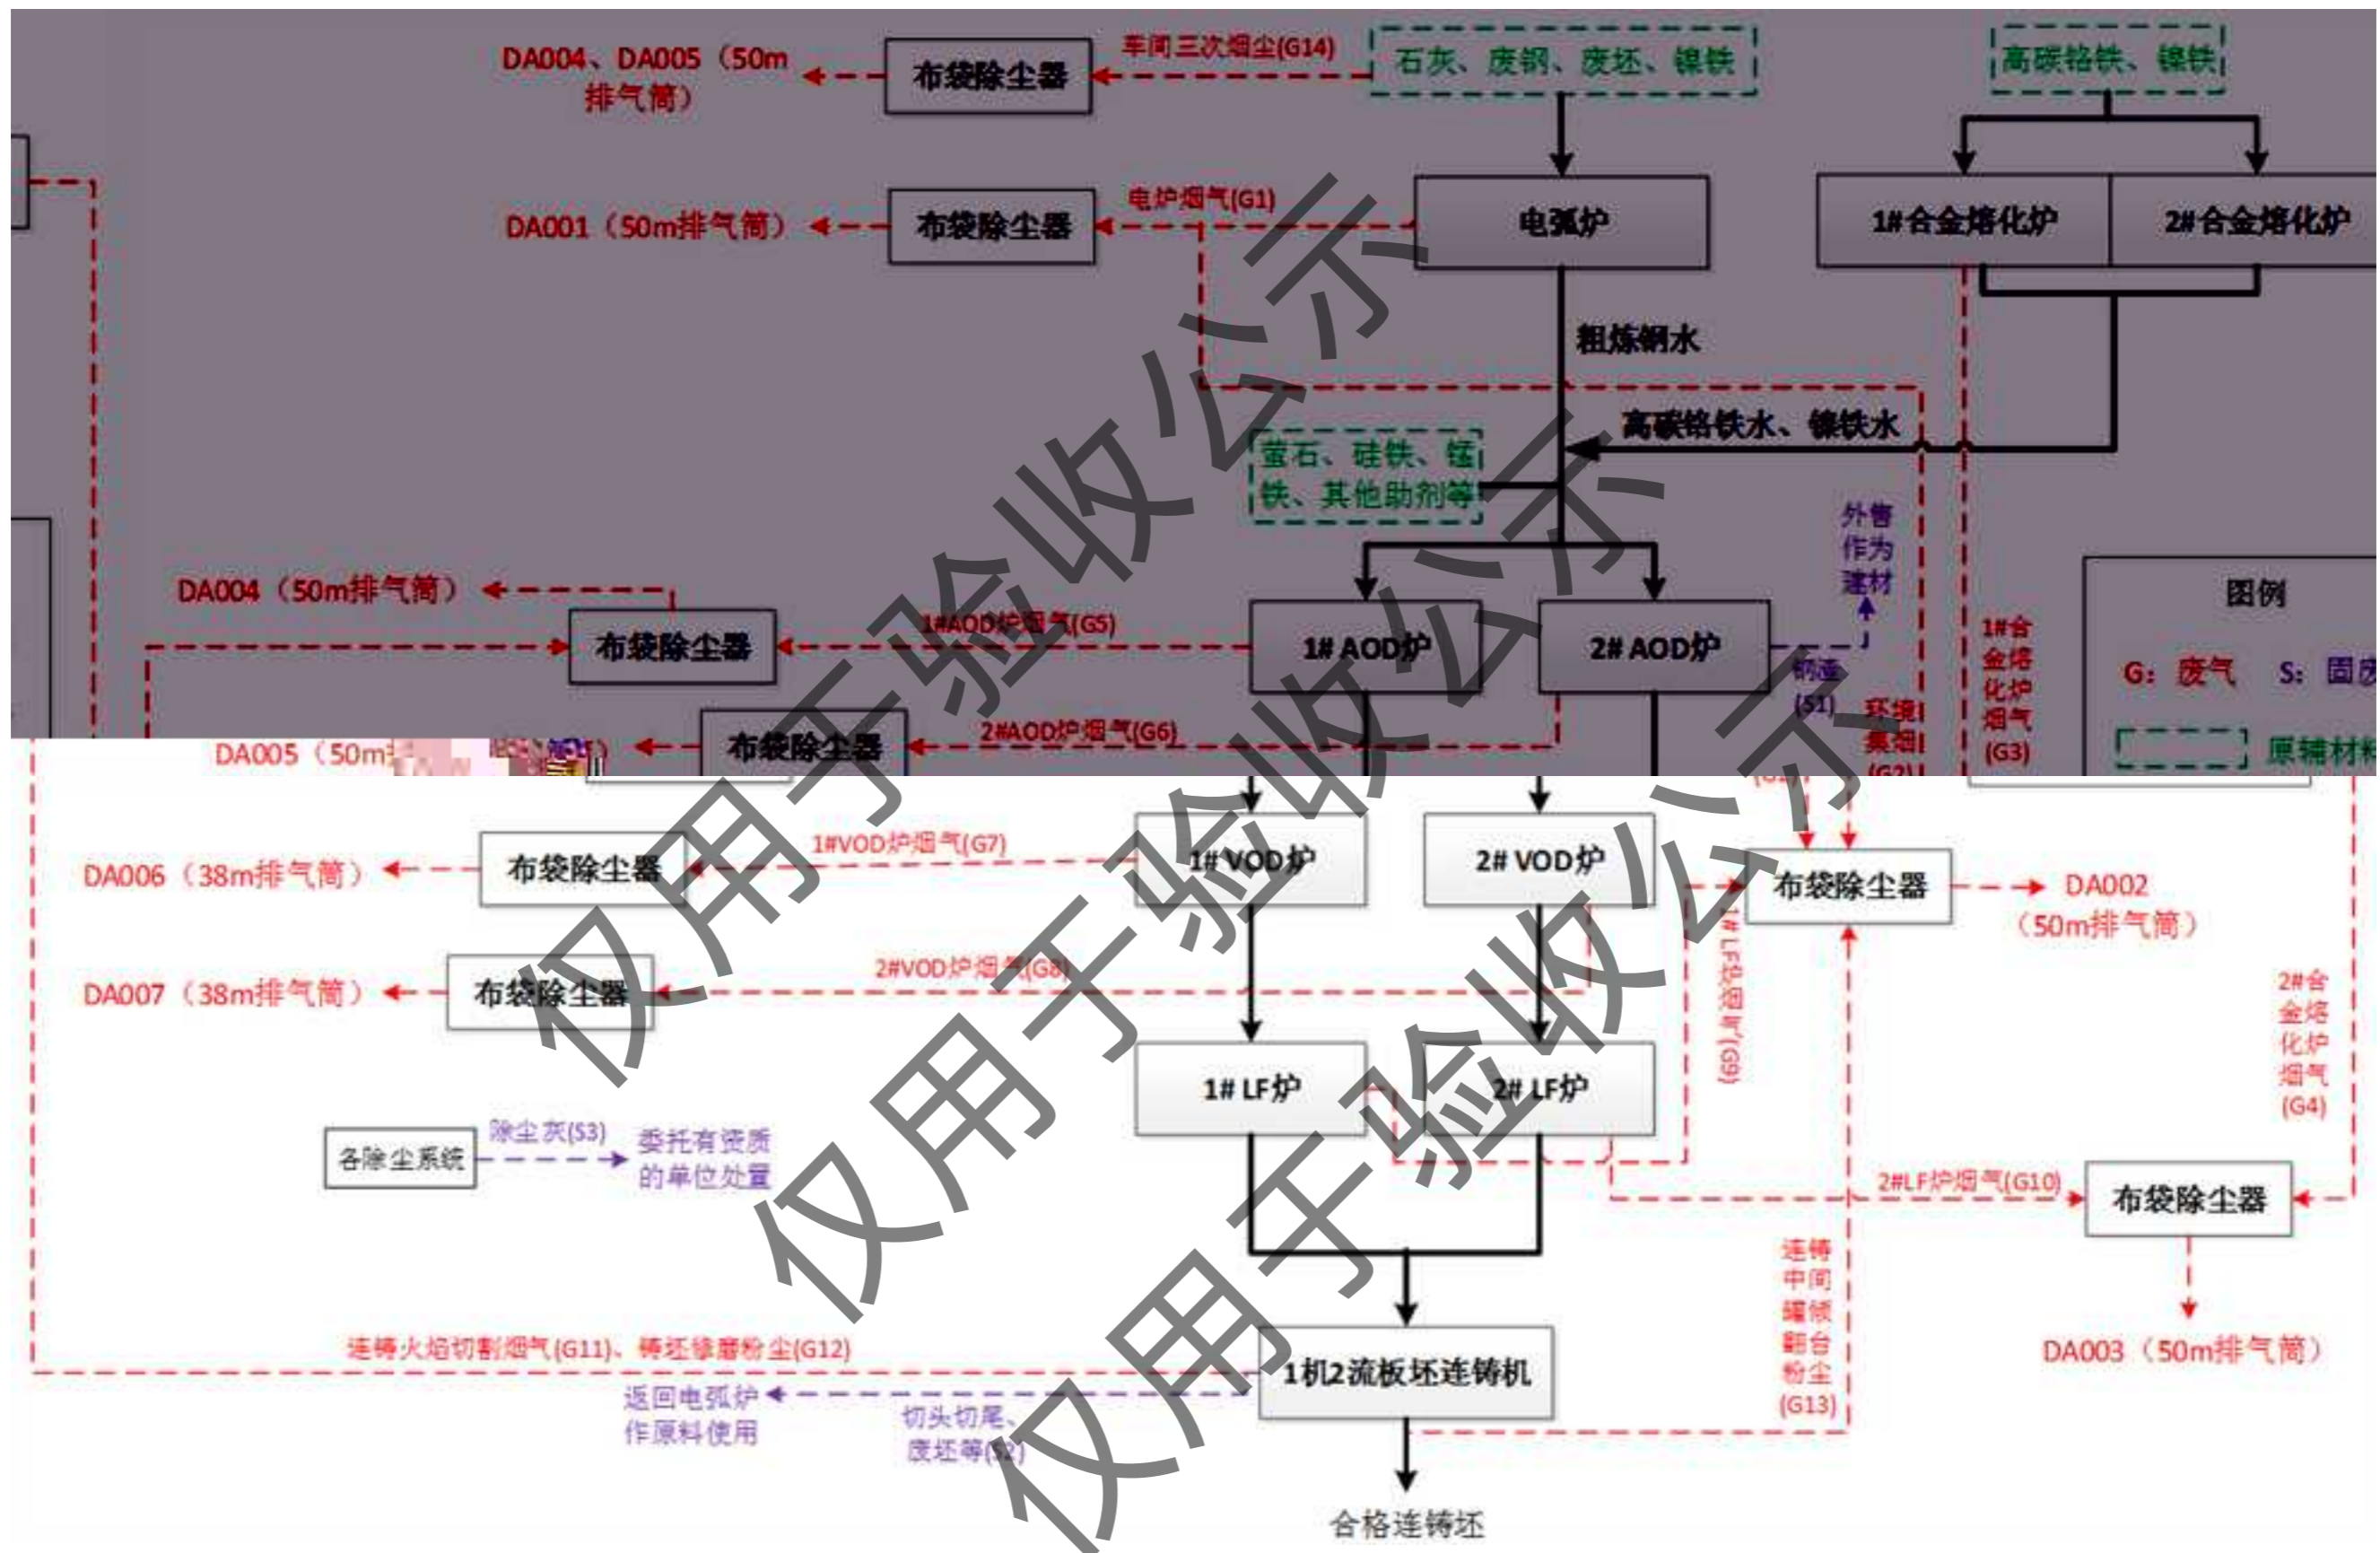 DA004、DA005（50m
排气筒）
布袋除尘器
车间三次烟尘(G14)
石灰、废钢、废坯、镍铁
高碳铬铁、镍铁
DA001（50m排气筒）
布袋除尘器
电炉烟气(G1)
电弧炉
1#合金熔化炉
2#合金熔化炉
粗炼钢水
高碳铬铁水、镍铁水
萤石、硅铁、锰
铁、其他助剂等
外售
作为
建材
DA004（50m排气筒）
布袋除尘器
1#AOD炉烟气(G5)
1# AOD炉
2# AOD炉
钢渣
(S1)
环境
集烟
(G2)
1#合
金熔
化炉
烟气
(G3)
图例
G：废气
S：固废
原辅材料
DA005（50m
布袋除尘器
2#AOD炉烟气(G6)
DA006（38m排气筒）
布袋除尘器
1#VOD炉烟气(G7)
1# VOD炉
2# VOD炉
布袋除尘器
DA002
（50m排气筒）
1# LF炉烟气(G9)
DA007（38m排气筒）
布袋除尘器
2#VOD炉烟气(G8)
2#合
金熔
化炉
烟气
(G4)
1# LF炉
2# LF炉
各除尘系统
除尘灰(S3)
委托有资质
的单位处置
2#LF炉烟气(G10)
布袋除尘器
连铸
中间
罐倾
翻台
粉尘
(G13)
DA003（50m排气筒）
连铸火焰切割烟气(G11)、铸坯修磨粉尘(G12)
1机2流板坯连铸机
返回电弧炉
作原料使用
切头切尾、
废坯等(S2)
合格连铸坯
仅用于验收公示
仅用于验收公示
仅用于验收公示